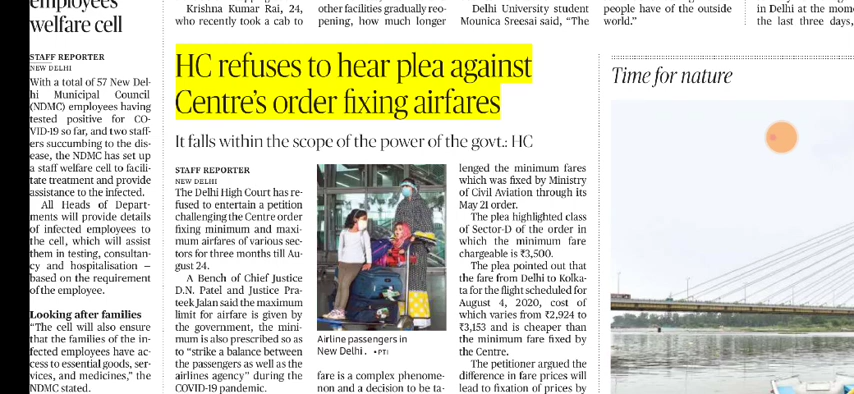 employees
welfare cell
STAFF REPORTER
NEW DELHI
With a total of 57 New Del-
hi Municipal Council
(NDMC) employees having
tested positive for CO-
VID-19 so far, and two staff-
ers succumbing to the dis-
ease, the NDMC has set up
a staff welfare cell to facili-
tate treatment and provide
assistance to the infected.
All Heads of Depart-
ments will provide details
of infected employees to
the cell, which will assist
them in testing, consultan-
cy and hospitalisation –
based on the requirement
of the employee.
Looking after families
“The cell will also ensure
that the families of the in-
fected employees have ac-
cess to essential goods, ser-
vices, and medicines,” the
NDMC stated.
Krishna Kumar Rai, 24,
who recently took a cab to
other facilities gradually reo-
pening, how much longer
Delhi University student
Mounica Sreesai said, “The
people have of the outside
world.”
in Delhi at the
the last three days,
HC refuses to hear plea against
Centre’s order fixing airfares
It falls within the scope of the power of the govt.: HC
STAFF REPORTER
NEW DELHI
The Delhi High Court has re-
fused to entertain a petition
challenging the Centre order
fixing minimum and maxi-
mum airfares of various sec-
tors for three months till Au-
gust 24.
A Bench of Chief Justice
D.N. Patel and Justice Pra-
teek Jalan said the maximum
limit for airfare is given by
the government, the mini-
mum is also prescribed so as
to “strike a balance between
the passengers as well as the
airlines agency” during the
COVID-19 pandemic.
Airline passengers in
New Delhi. • PTI
fare is a complex phenome-
non and a decision to be ta-
lenged the minimum fares
which was fixed by Ministry
of Civil Aviation through its
May 21 order.
The plea highlighted class
of Sector-D of the order in
which the minimum fare
chargeable is ₹3,500.
The plea pointed out that
the fare from Delhi to Kolka-
ta for the flight scheduled for
August 4, 2020, cost of
which varies from ₹2,924 to
₹3,153 and is cheaper than
the minimum fare fixed by
the Centre.
The petitioner argued the
difference in fare prices will
lead to fixation of prices by
Time for nature